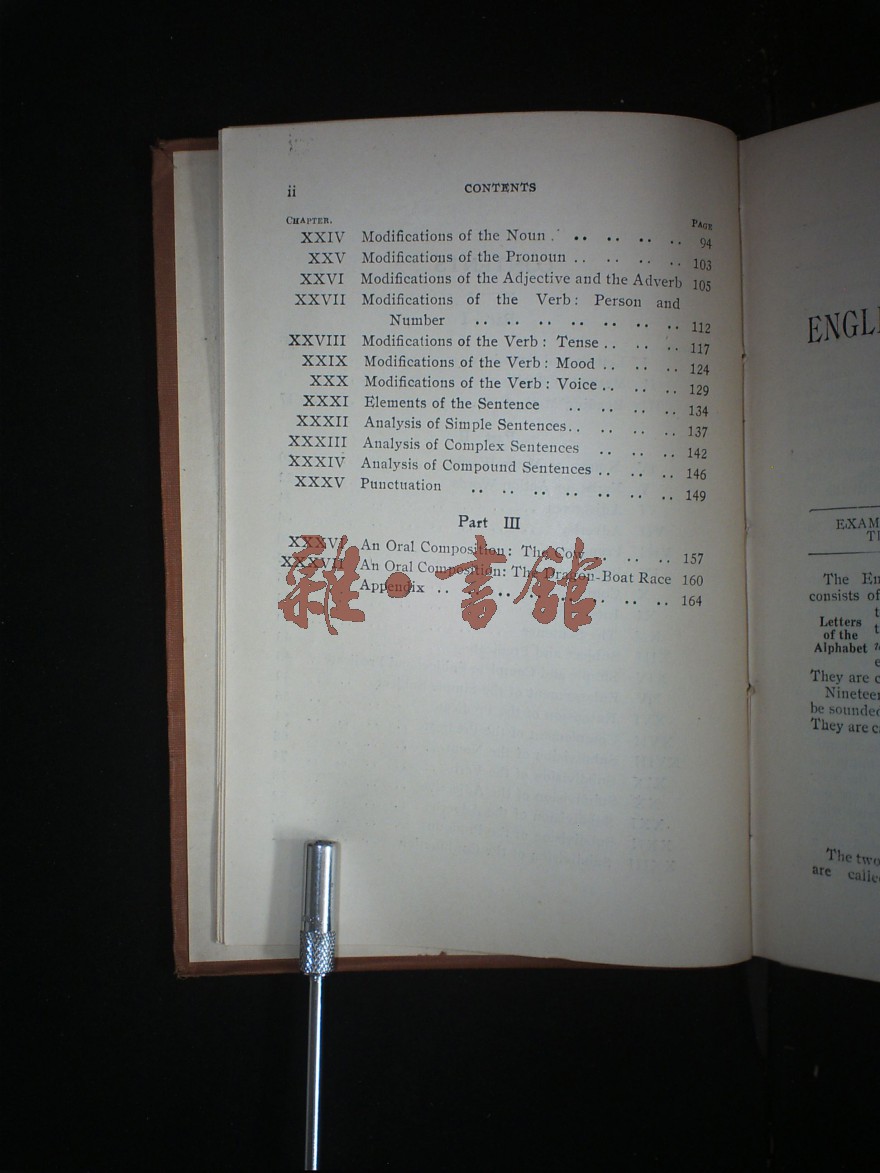 ii
CONTENTS
CHAPTER.
PAGE
XXIV Modifications of the Noun . .. .. .. .. 94
XXV Modifications of the Pronoun .. .. .. .. 103
XXVI Modifications of the Adjective and the Adverb 105
XXVII Modifications of the Verb: Person and
Number .. .. .. .. .. .. .. 112
XXVIII Modifications of the Verb: Tense .. .. .. 117
XXIX Modifications of the Verb: Mood .. .. .. 124
XXX Modifications of the Verb: Voice .. .. .. 129
XXXI Elements of the Sentence .. .. .. .. 134
XXXII Analysis of Simple Sentences .. .. .. .. 137
XXXIII Analysis of Complex Sentences .. .. .. 142
XXXIV Analysis of Compound Sentences .. .. .. 146
XXXV Punctuation .. .. .. .. .. .. .. 149
Part III
XXXVI An Oral Composition: The Cow .. .. .. 157
XXXVII An Oral Composition: The Dragon-Boat Race 160
Appendix .. .. .. .. .. .. .. .. 164
雜·書館
ENGL
EXAM
The En
consists of
Letters
of the
Alphabet
They are c
Nineteen
be sounded
They are c
The two
are calle